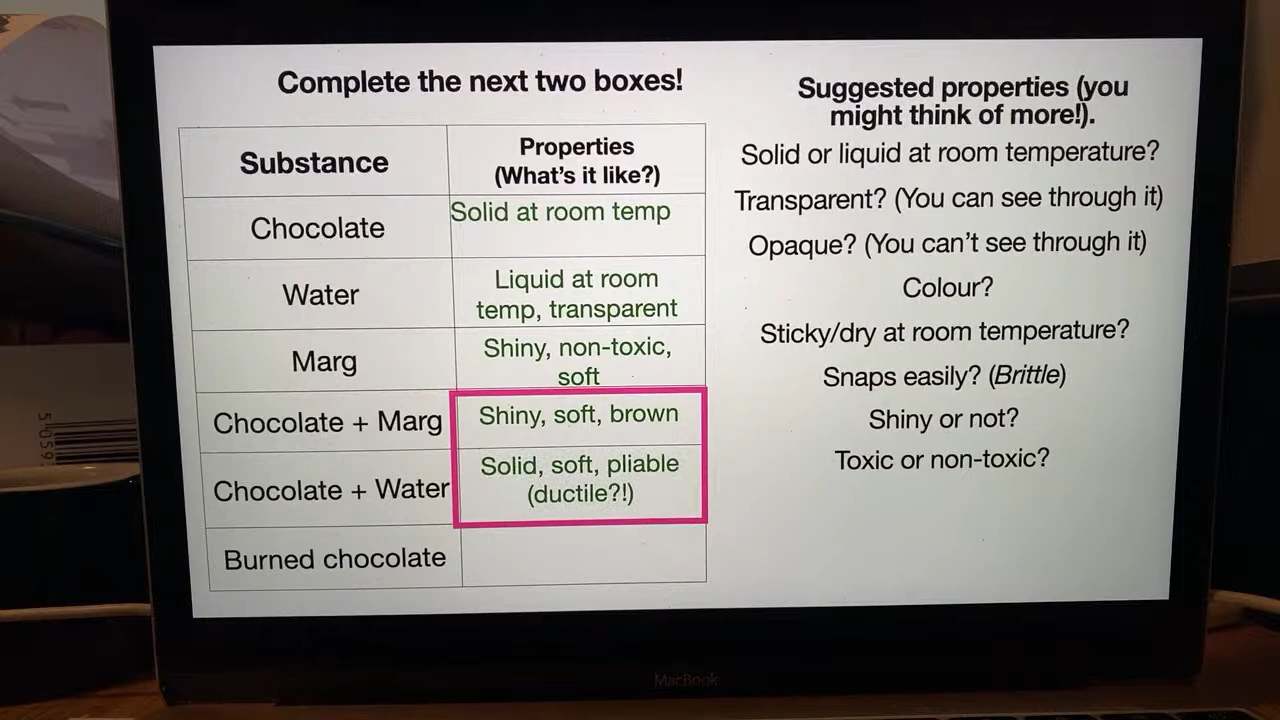 Complete the next two boxes!
Substance
Properties
(What's it like?)
Chocolate
Solid at room temp
Water
Liquid at room
temp, transparent
Marg
Shiny, non-toxic,
soft
Chocolate + Marg
Shiny, soft, brown
Chocolate + Water
Solid, soft, pliable
(ductile?!)
Burned chocolate
Suggested properties (you
might think of more!).
Solid or liquid at room temperature?
Transparent? (You can see through it)
Opaque? (You can't see through it)
Colour?
Sticky/dry at room temperature?
Snaps easily? (Brittle)
Shiny or not?
Toxic or non-toxic?
MacBook
5 059